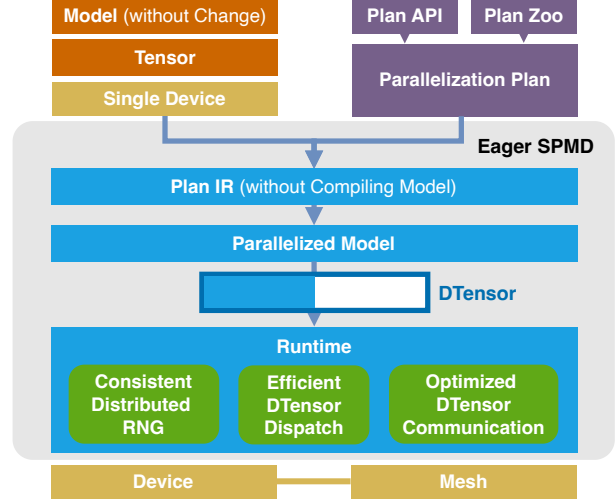 Model (without Change)
Tensor
Single Device
Plan API
Plan Zoo
Parallelization Plan
Eager SPMD
Plan IR (without Compiling Model)
Parallelized Model
DTensor
Runtime
Consistent
Distributed
RNG
Efficient
DTensor
Dispatch
Optimized
DTensor
Communication
Device
Mesh